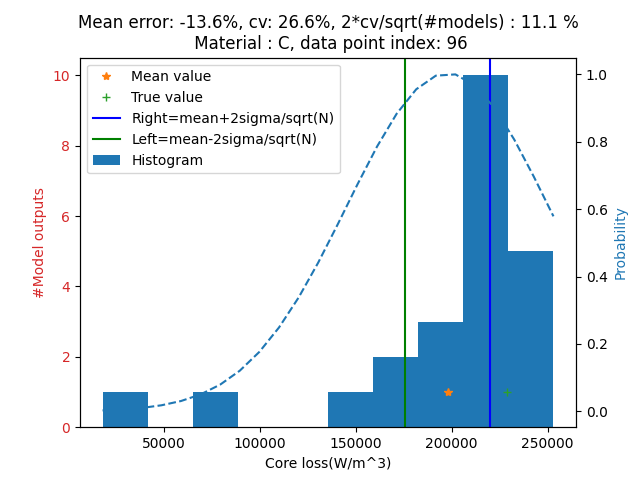 Mean error: -13.6%, cv: 26.6%, 2*cv/sqrt(#models) : 11.1 %
Material : C, data point index: 96
Mean value
True value
Right=mean+2sigma/sqrt(N)
Left=mean-2sigma/sqrt(N)
Histogram
#Model outputs
10
8
6
4
2
0
Probability
1.0
0.8
0.6
0.4
0.2
0.0
50000 100000 150000 200000 250000
Core loss(W/m^3)